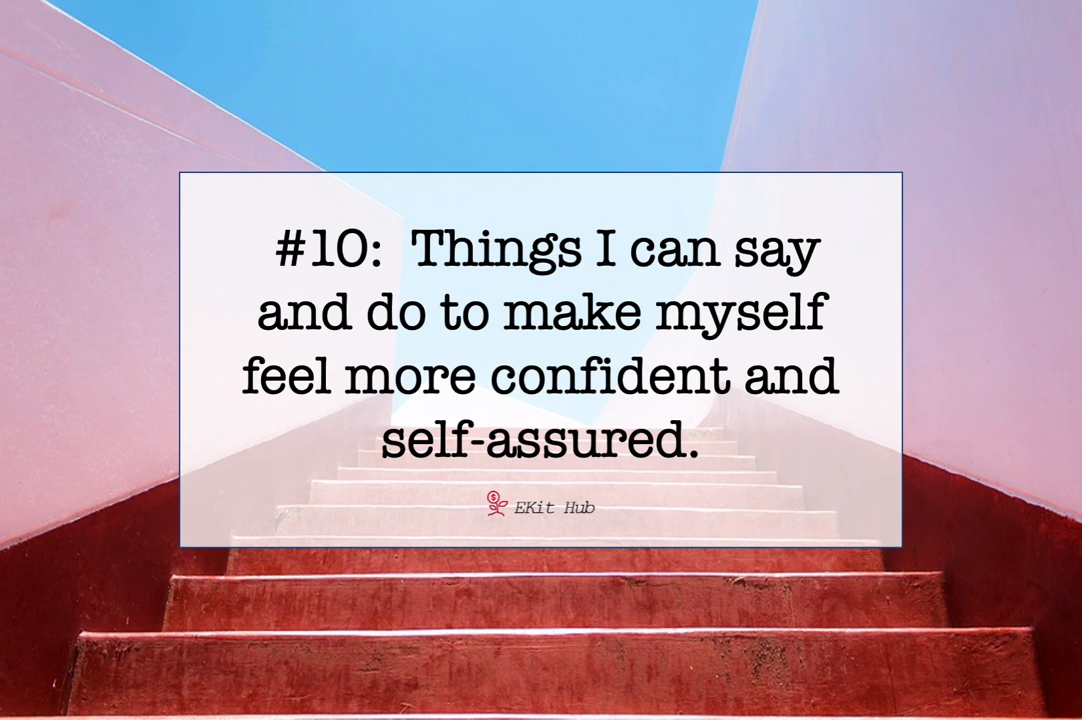 #10:  Things I can say
and do to make myself
feel more confident and
self-assured.
EKit Hub